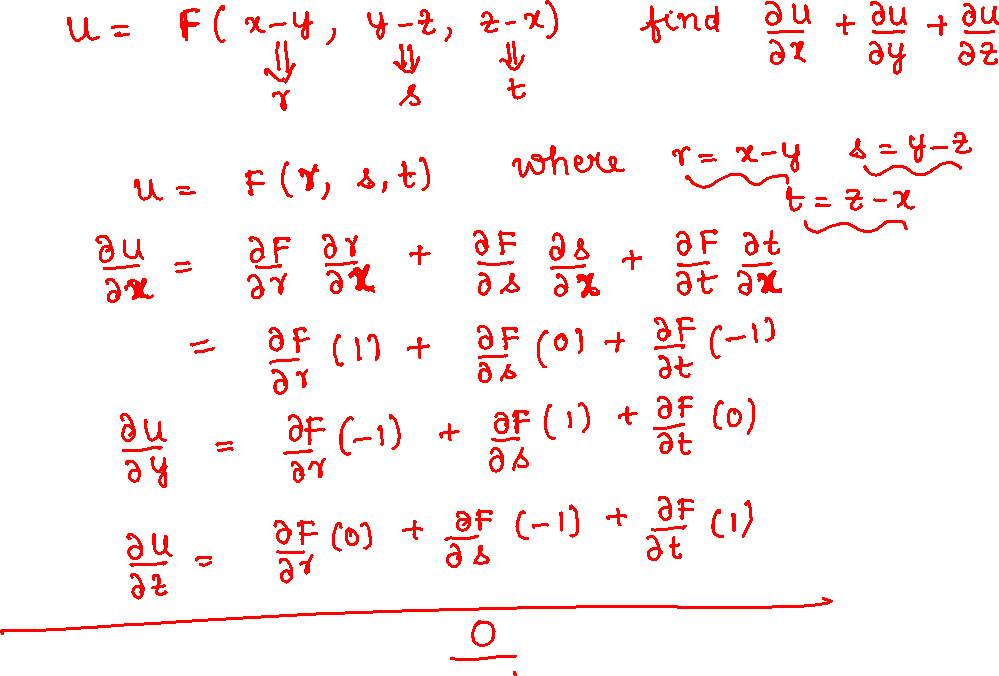 u = F(x-y, y-z, z-x) find ∂u/∂x + ∂u/∂y + ∂u/∂z
⇓ ⇓ ⇓
r s t
u = F(r, s, t) where r = x-y s = y-z
t = z-x
∂u/∂x = ∂F/∂r ∂r/∂x + ∂F/∂s ∂s/∂x + ∂F/∂t ∂t/∂x
= ∂F/∂r (1) + ∂F/∂s (0) + ∂F/∂t (-1)
∂u/∂y = ∂F/∂r (-1) + ∂F/∂s (1) + ∂F/∂t (0)
∂u/∂z = ∂F/∂r (0) + ∂F/∂s (-1) + ∂F/∂t (1)
0